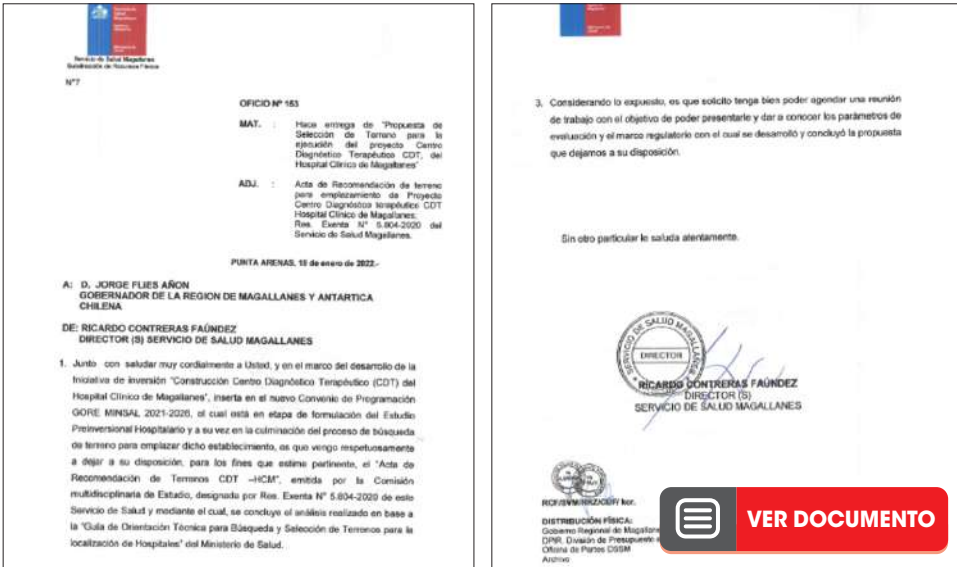 Servicio de Salud Magallanes
Subdirección de Recursos Físicos
N°7
OFICIO Nº 163
MAT. : Hace entrega de "Propuesta de
Selección de Terreno para la
ejecución del proyecto Centro
Diagnóstico Terapéutico CDT, del
Hospital Clínico de Magallanes"
ADJ. : Acta de Recomendación de terreno
para emplazamiento de Proyecto
Centro Diagnóstico terapéutico CDT
Hospital Clínico de Magallanes;
Res. Exenta N° 5.804-2020 del
Servicio de Salud Magallanes.
PUNTA ARENAS, de enero de 2022.-
A: D. JORGE FLIES AÑON
GOBERNADOR DE LA REGION DE MAGALLANES Y ANTARTICA
CHILENA
DE: RICARDO CONTRERAS FAÚNDEZ
DIRECTOR (S) SERVICIO DE SALUD MAGALLANES
1. Junto con saludar muy cordialmente a Usted, y en el marco del desarrollo de la
Iniciativa de inversión "Construcción Centro Diagnóstico Terapéutico (CDT) del
Hospital Clínico de Magallanes", inserta en el nuevo Convenio de Programación
GORE MINSAL 2021-2026, el cual está en etapa de formulación del Estudio
Preinversional Hospitalario y a su vez en la culminación del proceso de búsqueda
de terreno para emplazar dicho establecimiento, es que vengo respetuosamente
a dejar a su disposición, para los fines que estime pertinente, el "Acta de
Recomendación de Terrenos CDT –HCM", emitida por la Comisión
multidisciplinaria de Estudio, designada por Res. Exenta N° 5.804-2020 de este
Servicio de Salud y mediante el cual, se concluye el análisis realizado en base a
la "Guía de Orientación Técnica para Búsqueda y Selección de Terrenos para la
localización de Hospitales" del Ministerio de Salud.
3. Considerando lo expuesto, es que solicito tenga bien poder agendar una reunión
de trabajo con el objetivo de poder presentarle y dar a conocer los parámetros de
evaluación y el marco regulatorio con el cual se desarrolló y concluyó la propuesta
que dejamos a su disposición.
Sin otro particular le saluda atentamente.
SERVICIO DE SALUD MAGALLANES
DIRECTOR
RICARDO CONTRERAS FAÚNDEZ
DIRECTOR (S)
SERVICIO DE SALUD MAGALLANES
DISTRIBUCIÓN FÍSICA:
Gobierno Regional de Magallanes
DPIR, División de Presupuesto
Oficina de Partes DSSM
Archivo
VER DOCUMENTO